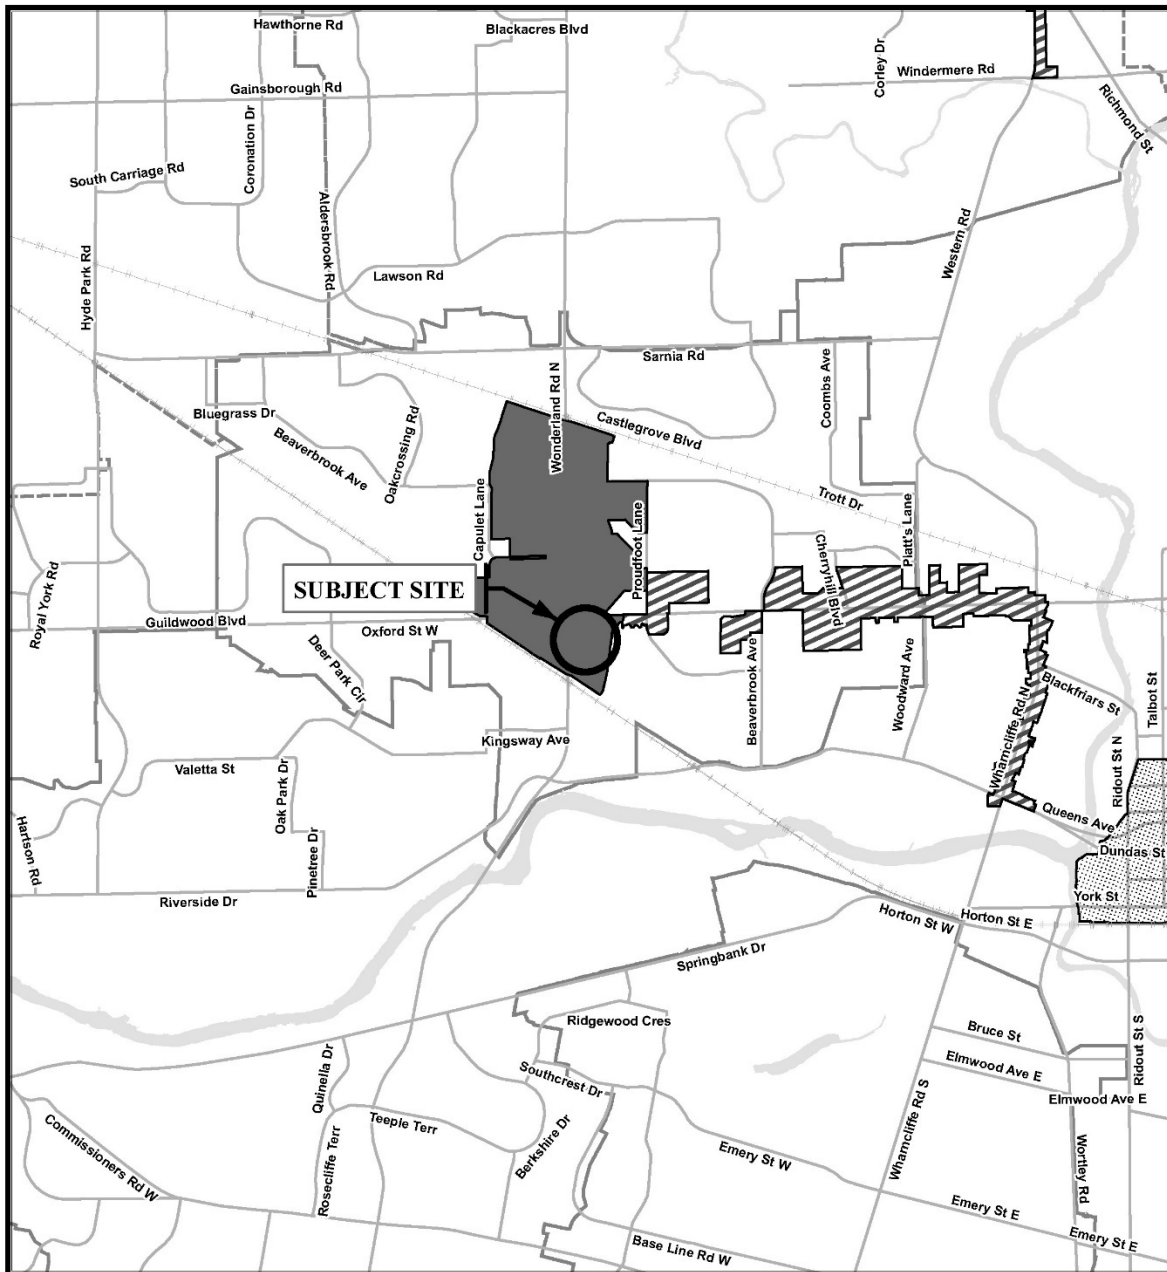 Hawthorne Rd
Blackacres Blvd
Corley Dr
Windermere Rd
Gainsborough Rd
Richmond St
Coronation Dr
South Carriage Rd
Aldersbrook Rd
Western Rd
Hyde Park Rd
Lawson Rd
Sarnia Rd
Wonderland Rd N
Coombs Ave
Bluegrass Dr
Castlegrove Blvd
Oakcrossing Rd
Beaverbrook Ave
Trott Dr
Capulet Lane
Proudfoot Lane
Platt's Lane
Cherryhill Blvd
SUBJECT SITE
Royal York Rd
Guildwood Blvd
Oxford St W
Deer Park Cir
Beaverbrook Ave
Woodward Ave
Blackfriars St
Talbot St
Wharncliffe Rd N
Kingsway Ave
Ridout St N
Valetta St
Oak Park Dr
Queens Ave
Hartson Rd
Pinetree Dr
Dundas St
Riverside Dr
York St
Horton St W
Horton St E
Springbank Dr
Ridgewood Cres
Bruce St
Ridout St S
Quinella Dr
Southcrest Dr
Elmwood Ave E
Elmwood Ave E
Teeple Terr
Wharncliffe Rd S
Berkshire Dr
Commissioners Rd W
Rosecliffe Terr
Emery St W
Wortley Rd
Emery St E
Emery St E
Base Line Rd W